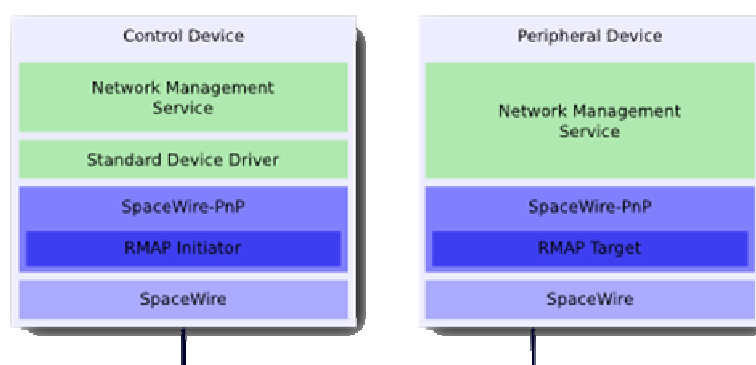 Control Device
Network Management
Service
Standard Device Driver
SpaceWire-PnP
RMAP Initiator
SpaceWire
Peripheral Device
Network Management
Service
SpaceWire-PnP
RMAP Target
SpaceWire